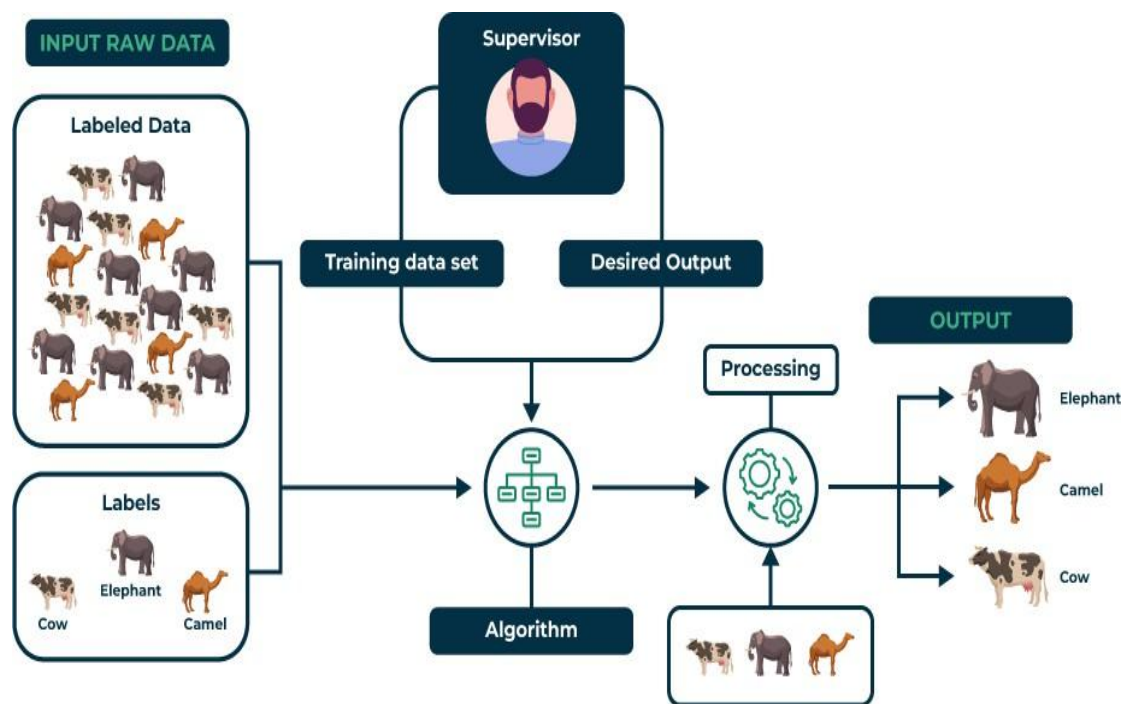 INPUT RAW DATA
Supervisor
Labeled Data
Training data set
Desired Output
OUTPUT
Processing
Elephant
Labels
Camel
Elephant
Cow
Camel
Cow
Algorithm